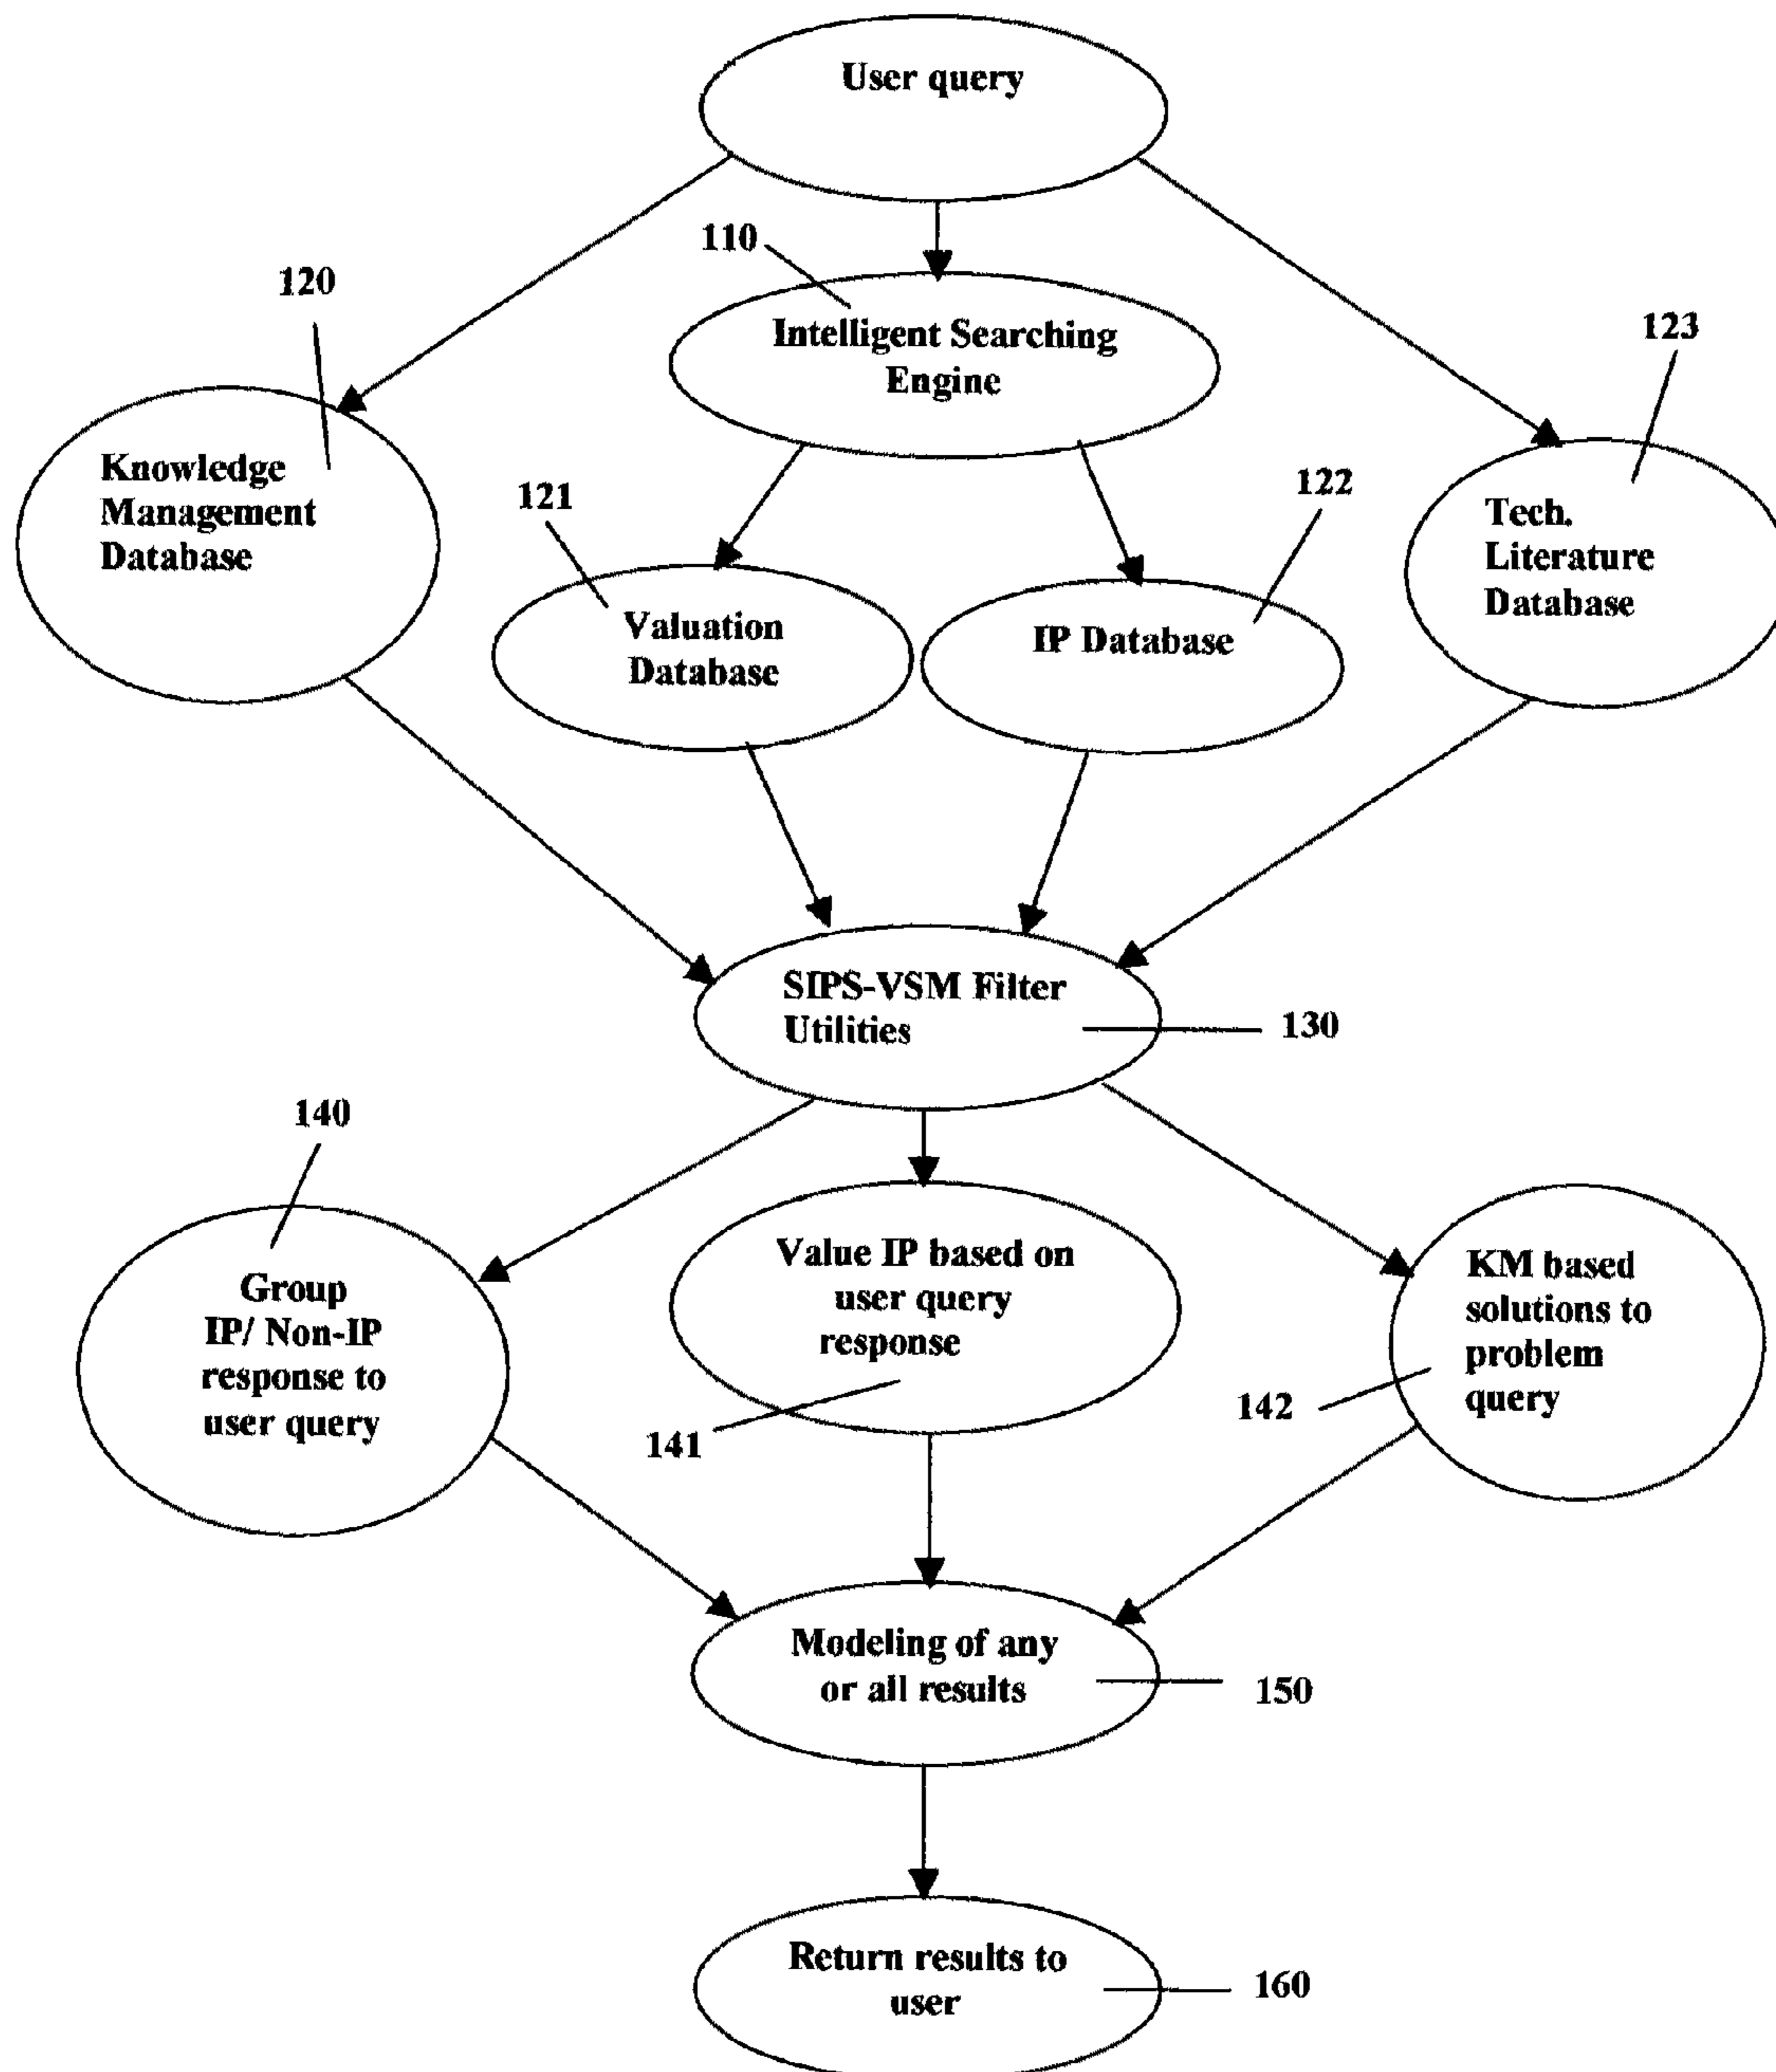 User query
110
120
Intelligent Searching
Engine
123
Knowledge
Management
Database
121
122
Tech.
Literature
Database
Valuation
Database
IP Database
SIPS-VSM Filter
Utilities
130
140
Group
IP/ Non-IP
response to
user query
Value IP based on
user query
response
141
KM based
solutions to
problem
query
142
Modeling of any
or all results
150
Return results to
user
160